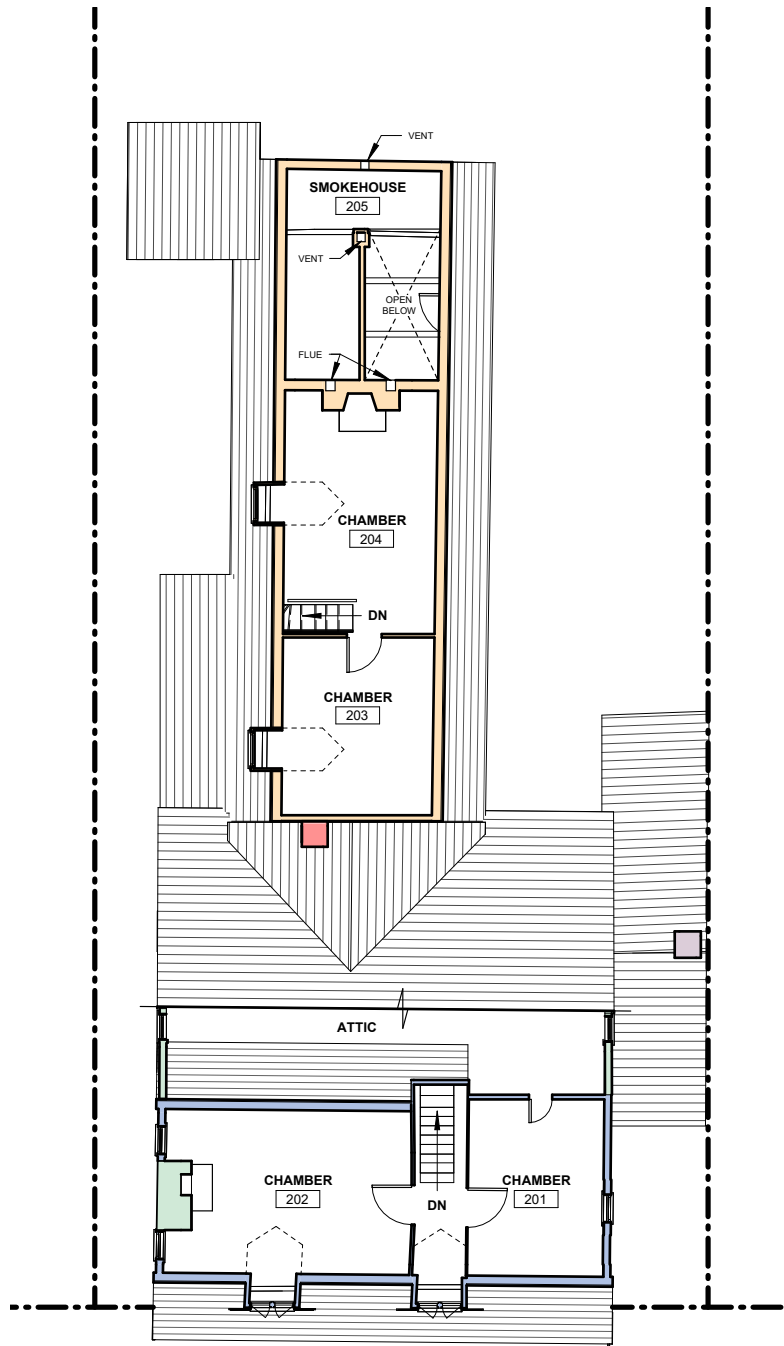 VENT
SMOKEHOUSE
205
VENT
OPEN
BELOW
FLUE
CHAMBER
204
DN
CHAMBER
203
ATTIC
CHAMBER
202
CHAMBER
201
DN